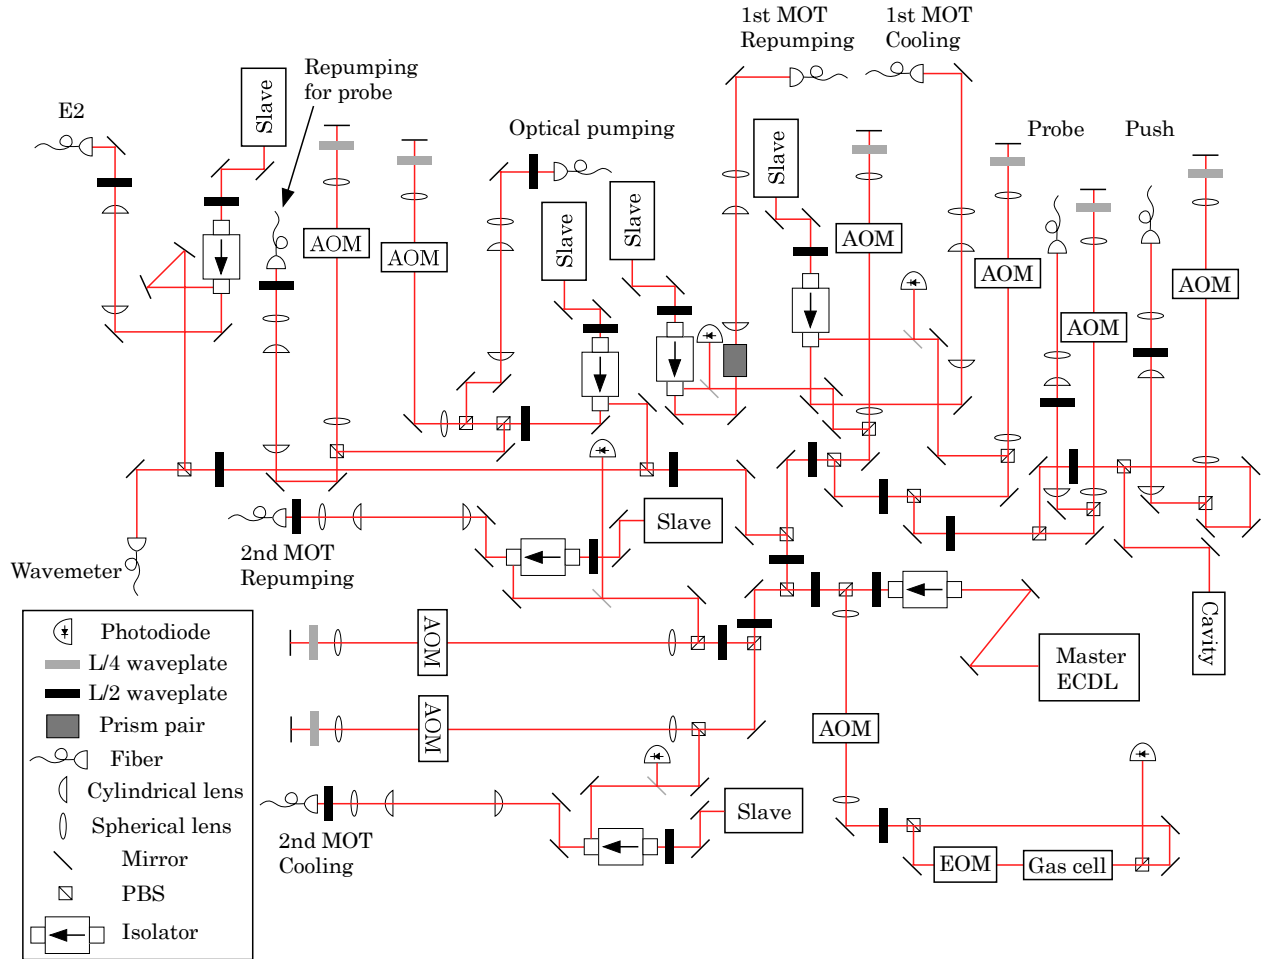 1st MOT
Repumping
1st MOT
Cooling
Repumping
for probe
E2
Slave
Optical pumping
Slave
Probe
Push
Slave
Slave
AOM
AOM
AOM
AOM
AOM
AOM
Slave
2nd MOT
Repumping
Wavemeter
Cavity
AOM
Master
ECDL
AOM
AOM
Slave
2nd MOT
Cooling
EOM
Gas cell
Photodiode
L/4 waveplate
L/2 waveplate
Prism pair
Fiber
Cylindrical lens
Spherical lens
Mirror
PBS
Isolator